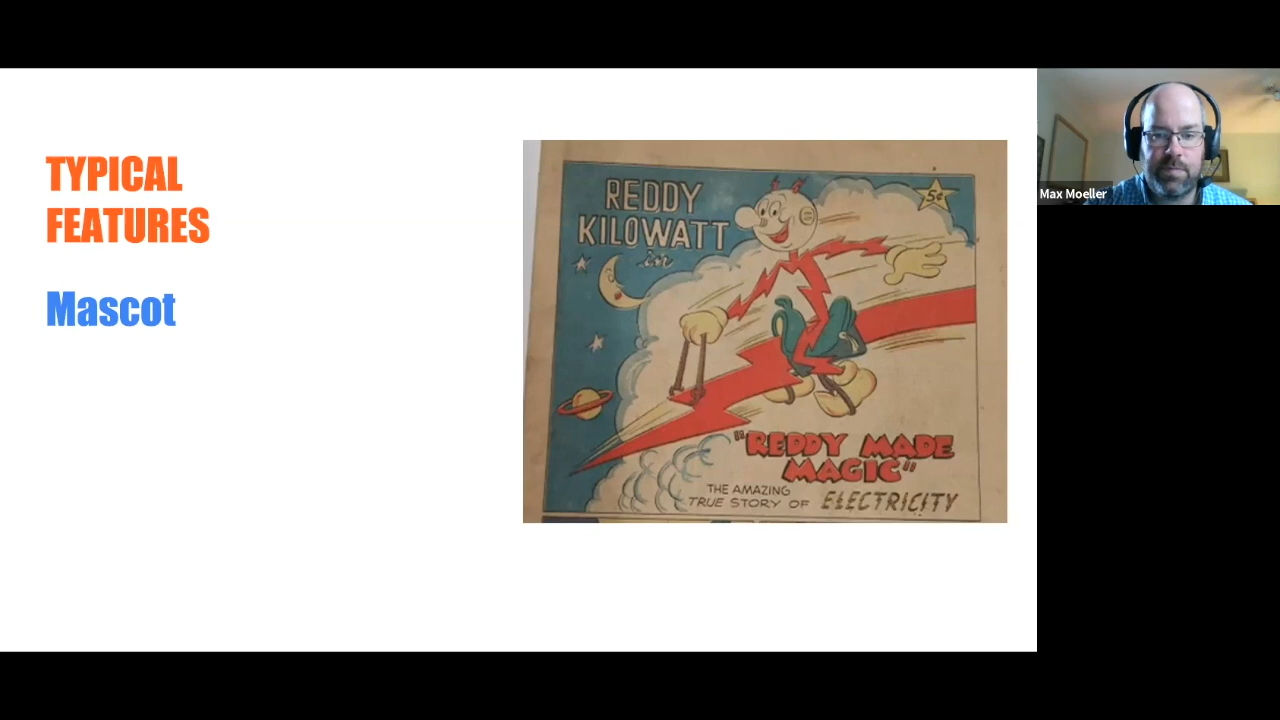 TYPICAL
FEATURES
Mascot
REDDY
KILOWATT
in
5¢
"REDDY MADE
MAGIC"
THE AMAZING
TRUE STORY OF ELECTRICITY
Max Moeller